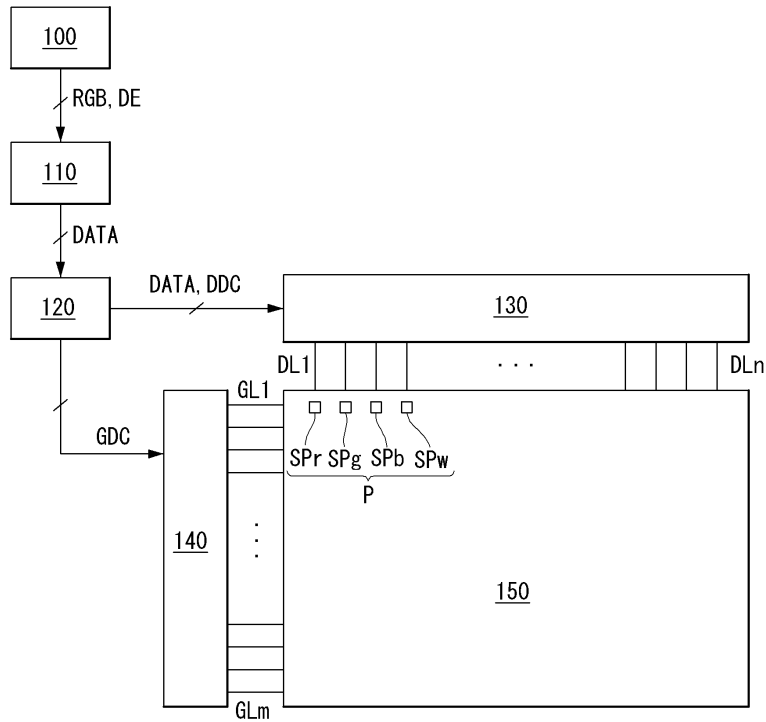 100
RGB, DE
110
DATA
120
DATA, DDC
130
DL1
. . .
DLn
GL1
GDC
SPr SPg SPb SPw
P
140
150
GLm